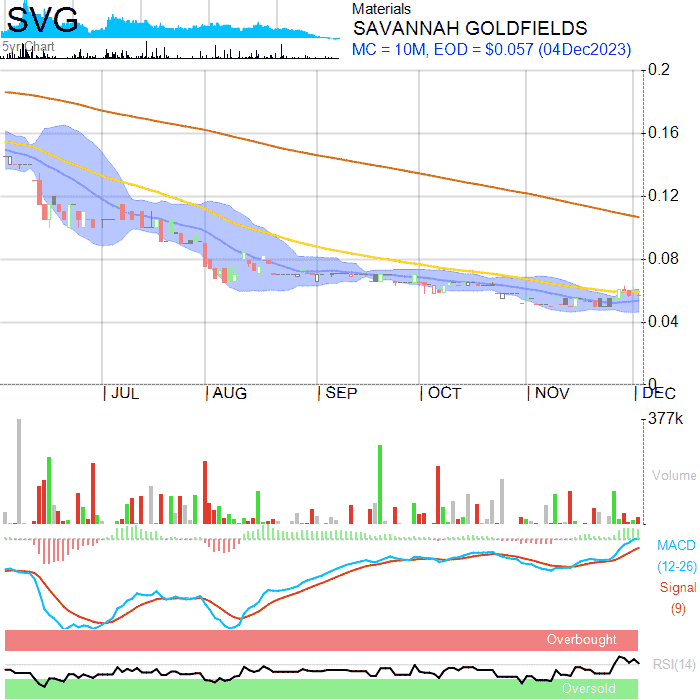 SVG
5yr Chart
Materials
SAVANNAH GOLDFIELDS
MC = 10M, EOD = $0.057 (04Dec2023)
0.2
0.16
0.12
0.08
0.04
0
JUL AUG SEP OCT NOV DEC
377k
Volume
MACD
(12-26)
Signal
(9)
Overbought
RSI(14)
Oversold